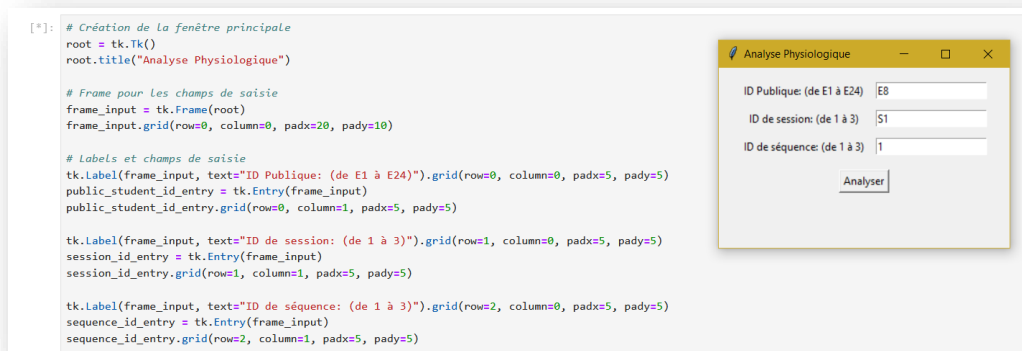 [*]: # Création de la fenêtre principale
root = tk.Tk()
root.title("Analyse Physiologique")
# Frame pour les champs de saisie
frame_input = tk.Frame(root)
frame_input.grid(row=0, column=0, padx=20, pady=10)
# Labels et champs de saisie
tk.Label(frame_input, text="ID Publique: (de E1 à E24)").grid(row=0, column=0, padx=5, pady=5)
public_student_id_entry = tk.Entry(frame_input)
public_student_id_entry.grid(row=0, column=1, padx=5, pady=5)
tk.Label(frame_input, text="ID de session: (de 1 à 3)").grid(row=1, column=0, padx=5, pady=5)
session_id_entry = tk.Entry(frame_input)
session_id_entry.grid(row=1, column=1, padx=5, pady=5)
tk.Label(frame_input, text="ID de séquence: (de 1 à 3)").grid(row=2, column=0, padx=5, pady=5)
sequence_id_entry = tk.Entry(frame_input)
sequence_id_entry.grid(row=2, column=1, padx=5, pady=5)
Analyse Physiologique
ID Publique: (de E1 à E24) E8
ID de session: (de 1 à 3) S1
ID de séquence: (de 1 à 3) 1
Analyser